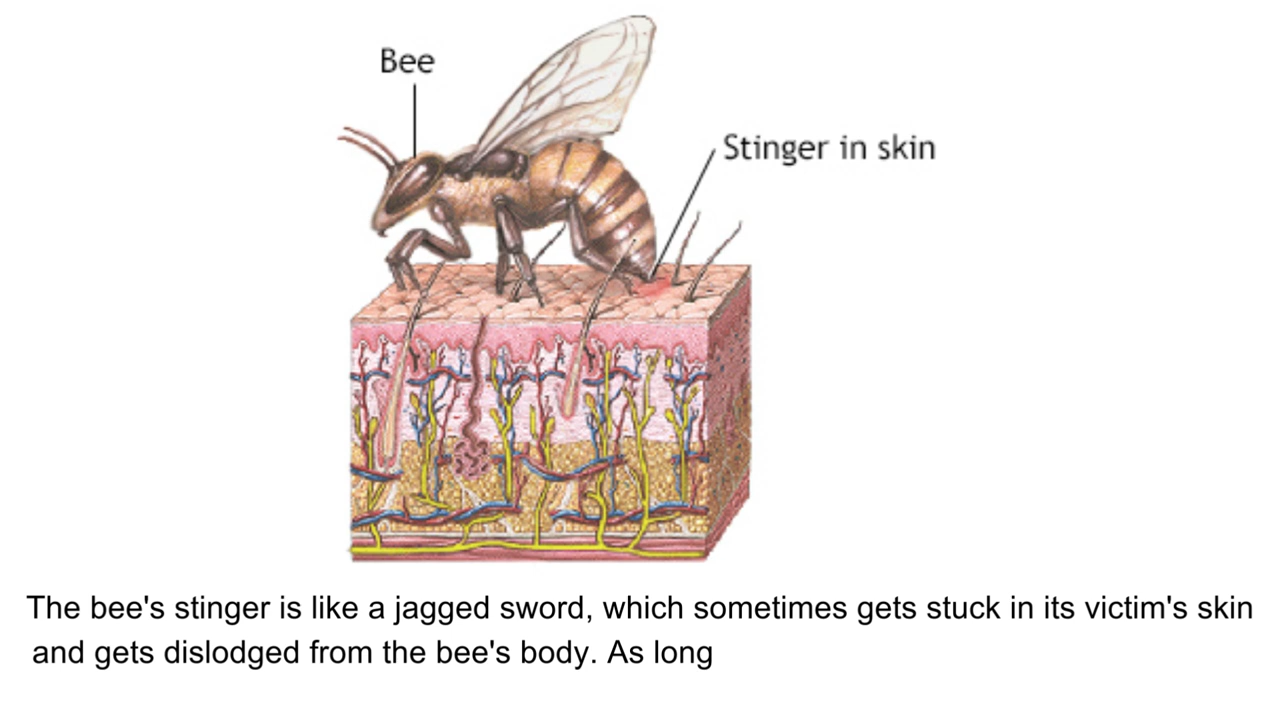 Bee
Stinger in skin
The bee's stinger is like a jagged sword, which sometimes gets stuck in its victim's skin
and gets dislodged from the bee's body. As long